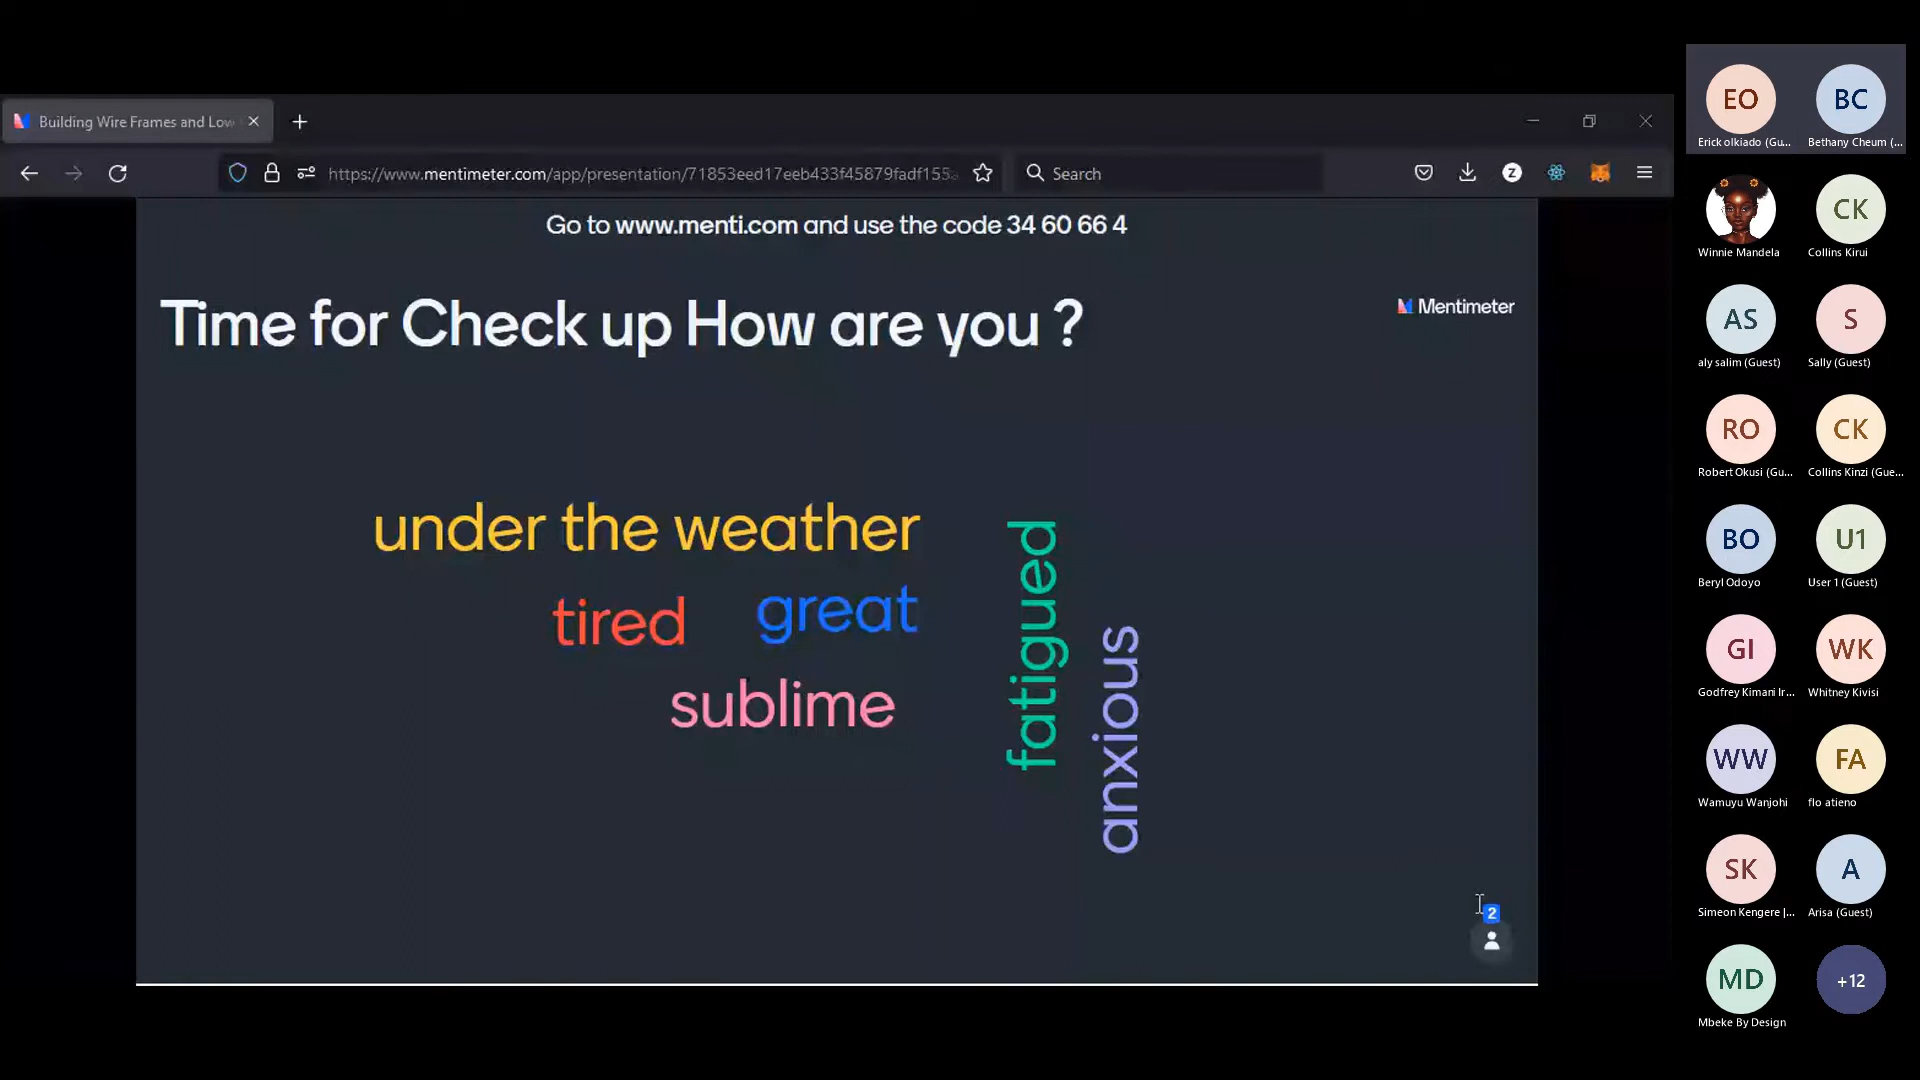 Building Wire Frames and Low
https://www.mentimeter.com/app/presentation/71853eed17eeb433f45879fadf155
Search
Z
Go to www.menti.com and use the code 34 60 66 4
Time for Check up How are you ?
Mentimeter
under the weather
tired
great
sublime
fatigued
anxious
2
EO
BC
Erick olkiado (Gu...
Bethany Cheum (...
CK
Winnie Mandela
Collins Kirui
AS
S
aly salim (Guest)
Sally (Guest)
RO
CK
Robert Okusi (Gu...
Collins Kinzi (Gue...
BO
U1
Beryl Odoyo
User 1 (Guest)
GI
WK
Godfrey Kimani Ir...
Whitney Kivisi
WW
FA
Wamuyu Wanjohi
flo atieno
SK
A
Simeon Kengere |...
Arisa (Guest)
MD
+12
Mbeke By Design